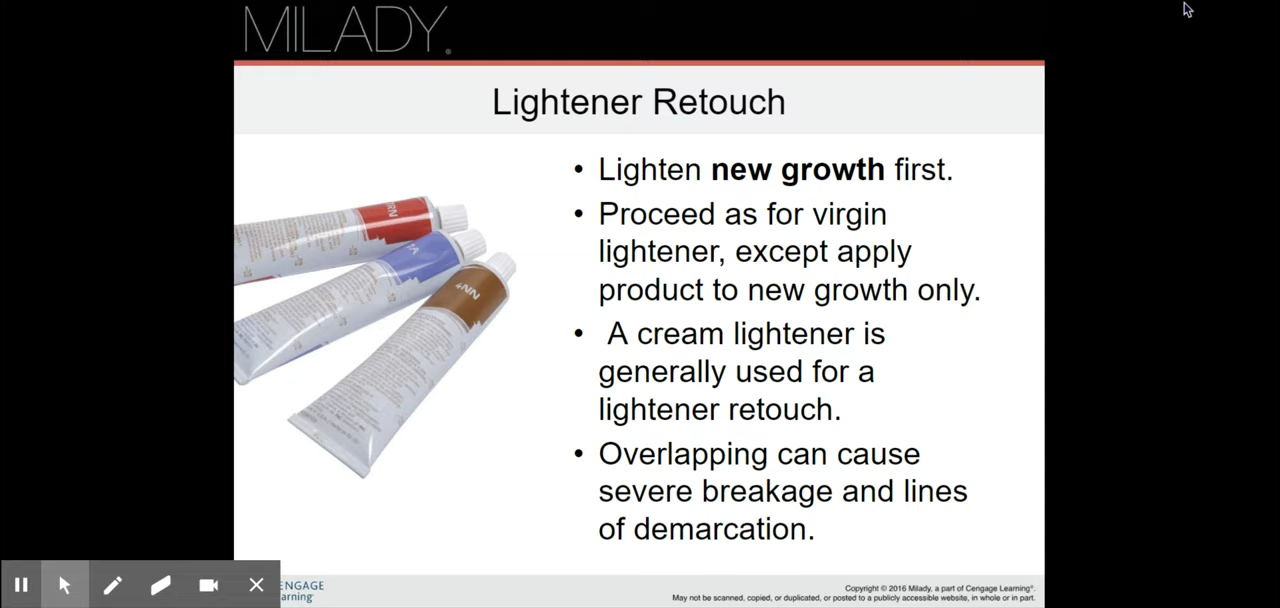 MILADY®
Lightener Retouch
• Lighten new growth first.
• Proceed as for virgin
lightener, except apply
product to new growth only.
• A cream lightener is
generally used for a
lightener retouch.
• Overlapping can cause
severe breakage and lines
of demarcation.
ENGAGE
arning
Copyright © 2016 Milady, a part of Cengage Learning®.
May not be scanned, copied, or duplicated, or posted to a publicly accessible website, in whole or in part.